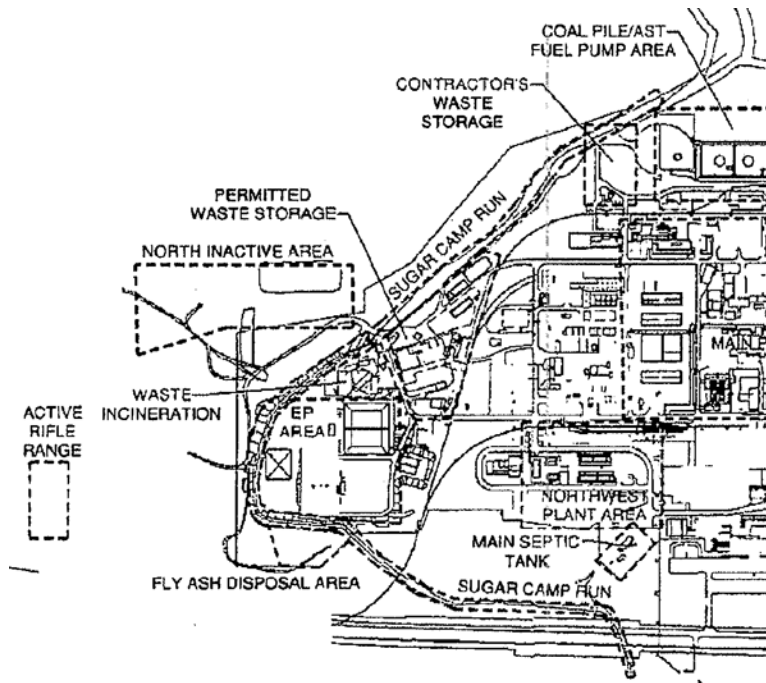 COAL PILE/AST
FUEL PUMP AREA
CONTRACTOR'S
WASTE
STORAGE
PERMITTED
WASTE STORAGE
NORTH INACTIVE AREA
SUGAR CAMP RUN
MAIN
WASTE
INCINERATION
EP
AREA
ACTIVE
RIFLE
RANGE
NORTHWEST
PLANT AREA
MAIN SEPTIC
TANK
FLY ASH DISPOSAL AREA
SUGAR CAMP RUN